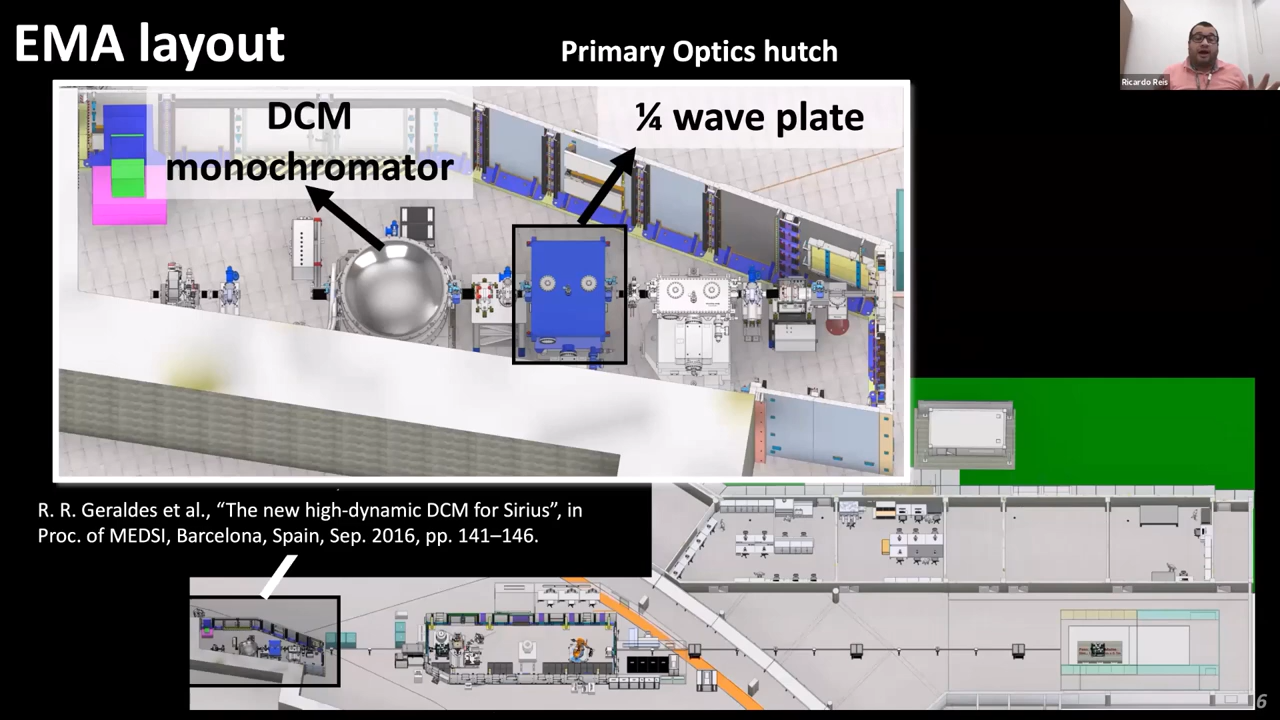 EMA layout
Primary Optics hutch
Ricardo Reis
DCM
monochromator
¼ wave plate
R. R. Geraldes et al., “The new high-dynamic DCM for Sirius”, in
Proc. of MEDSI, Barcelona, Spain, Sep. 2016, pp. 141–146.
6